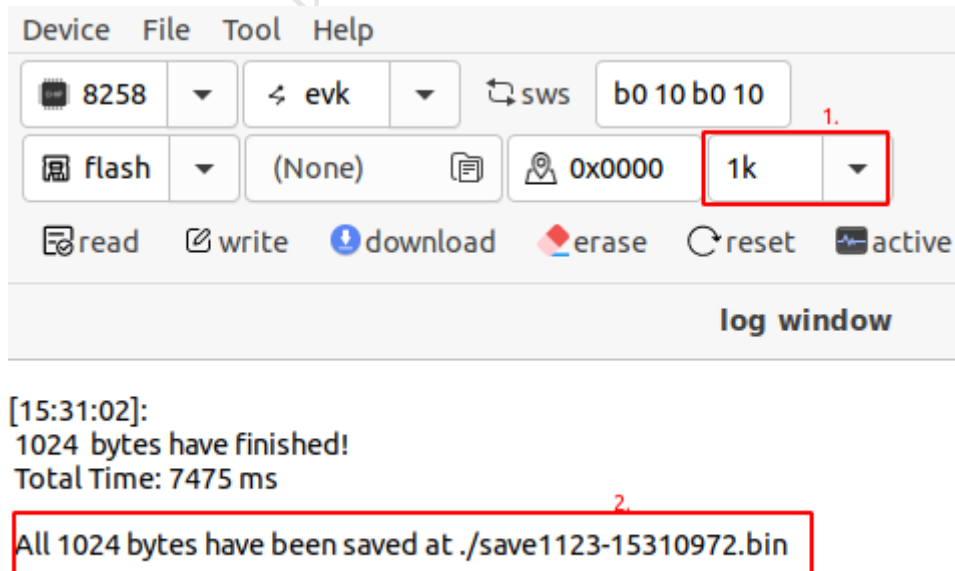 Device File Tool Help
8258 evk sws b0 10 b0 10
1.
flash (None) 0x0000 1k
read write download erase reset active
log window
[15:31:02]:
1024 bytes have finished!
Total Time: 7475 ms
2.
All 1024 bytes have been saved at ./save1123-15310972.bin